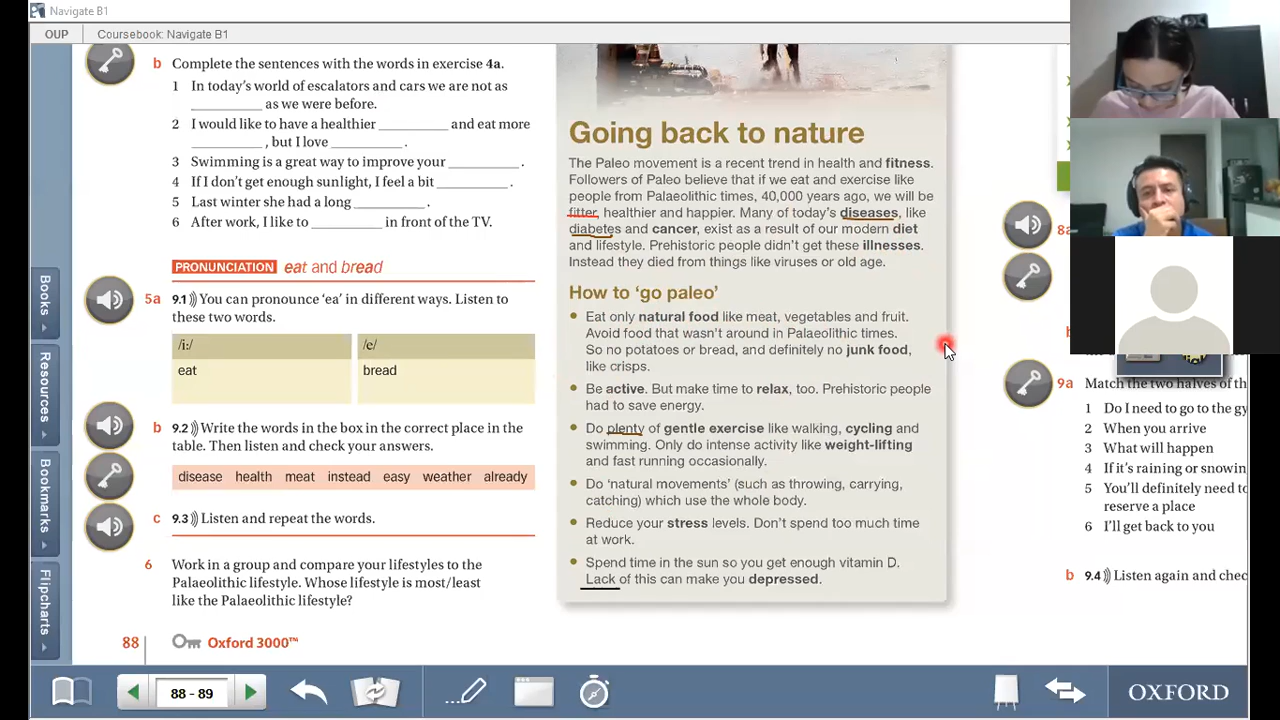 Navigate B1
OUP Coursebook: Navigate B1
b Complete the sentences with the words in exercise 4a.
1 In today's world of escalators and cars we are not as
__________ as we were before.
2 I would like to have a healthier __________ and eat more
__________ , but I love __________ .
3 Swimming is a great way to improve your __________ .
4 If I don't get enough sunlight, I feel a bit __________ .
5 Last winter she had a long __________ .
6 After work, I like to __________ in front of the TV.
PRONUNCIATION eat and bread
5a 9.1 You can pronounce 'ea' in different ways. Listen to
these two words.
/iː/ /e/
eat bread
b 9.2 Write the words in the box in the correct place in the
table. Then listen and check your answers.
disease health meat instead easy weather already
c 9.3 Listen and repeat the words.
6 Work in a group and compare your lifestyles to the
Palaeolithic lifestyle. Whose lifestyle is most/least
like the Palaeolithic lifestyle?
88 Oxford 3000™
Going back to nature
The Paleo movement is a recent trend in health and fitness.
Followers of Paleo believe that if we eat and exercise like
people from Palaeolithic times, 40,000 years ago, we will be
fitter, healthier and happier. Many of today's diseases, like
diabetes and cancer, exist as a result of our modern diet
and lifestyle. Prehistoric people didn't get these illnesses.
Instead they died from things like viruses or old age.
How to 'go paleo'
• Eat only natural food like meat, vegetables and fruit.
Avoid food that wasn't around in Palaeolithic times.
So no potatoes or bread, and definitely no junk food,
like crisps.
• Be active. But make time to relax, too. Prehistoric people
had to save energy.
• Do plenty of gentle exercise like walking, cycling and
swimming. Only do intense activity like weight-lifting
and fast running occasionally.
• Do 'natural movements' (such as throwing, carrying,
catching) which use the whole body.
• Reduce your stress levels. Don't spend too much time
at work.
• Spend time in the sun so you get enough vitamin D.
Lack of this can make you depressed.
8a
9a Match the two halves of th
1 Do I need to go to the gy
2 When you arrive
3 What will happen
4 If it's raining or snowin
5 You'll definitely need to
reserve a place
6 I'll get back to you
b 9.4 Listen again and chec
Books
Resources
Bookmarks
Flipcharts
88 - 89
OXFORD